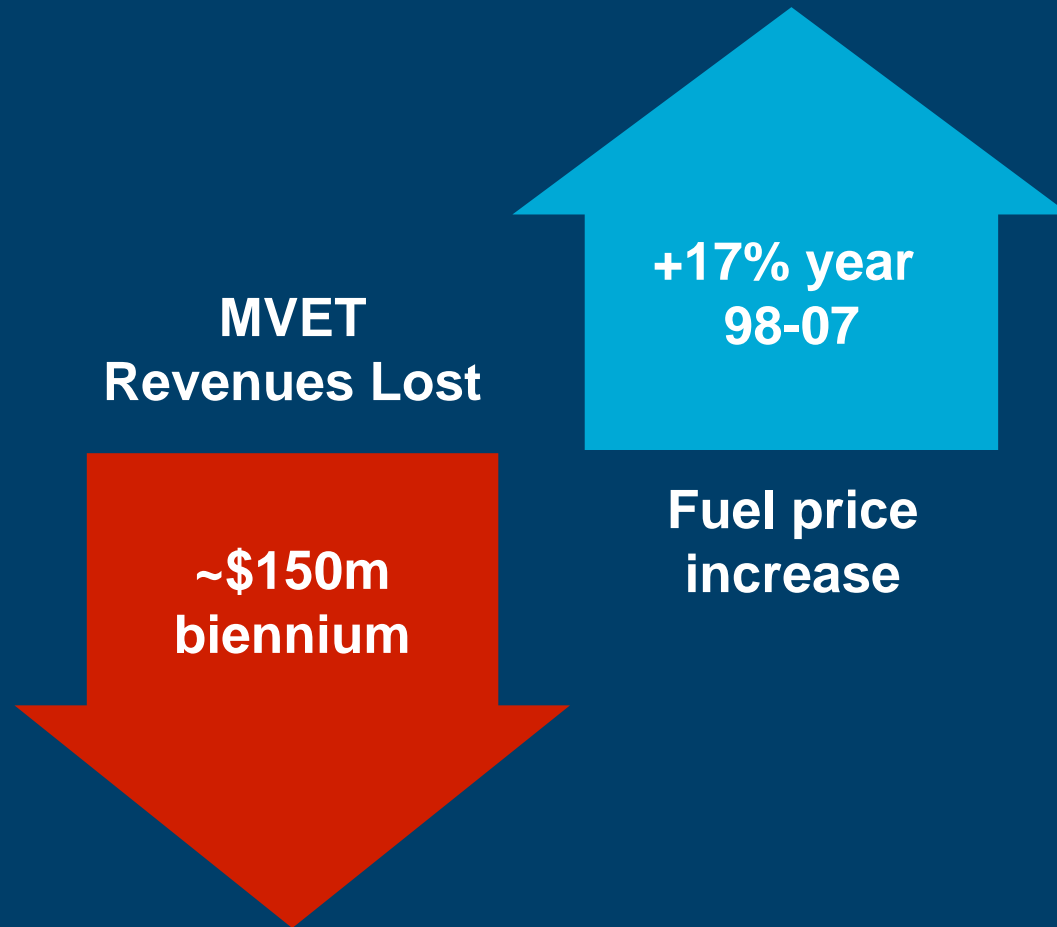 MVET
Revenues Lost
~$150m
biennium
+17% year
98-07
Fuel price
increase